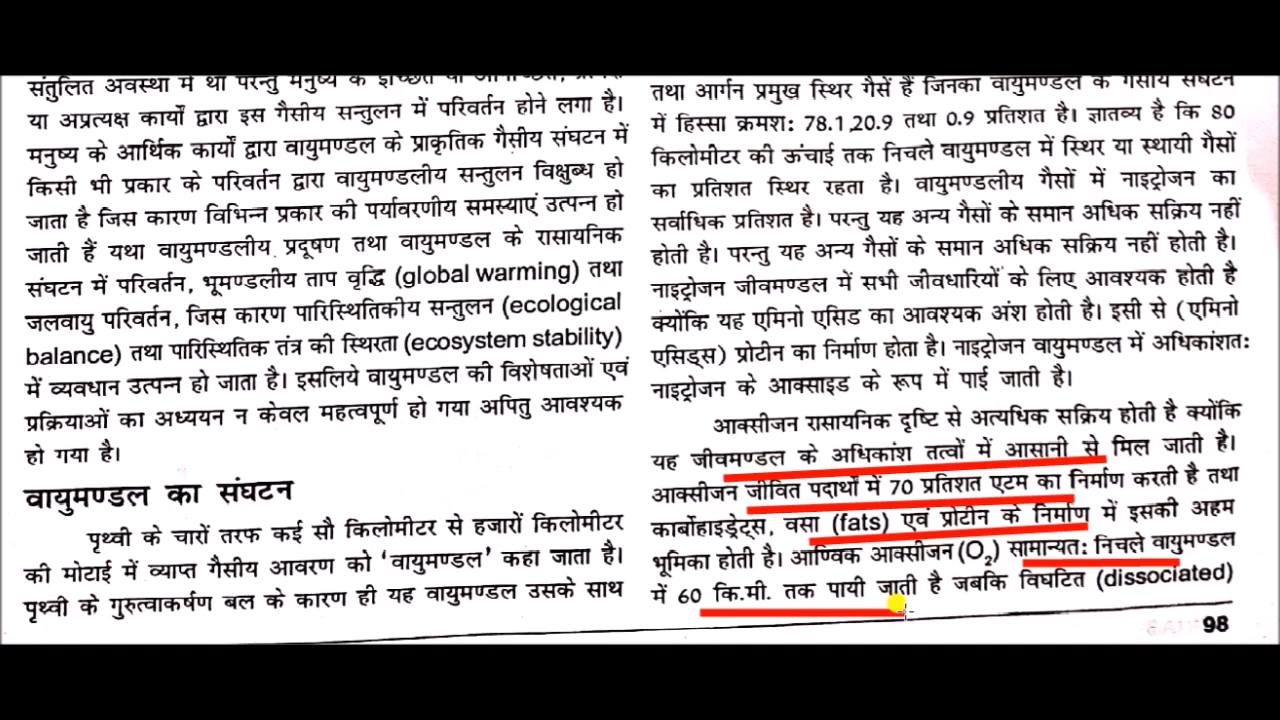 संतुलित अवस्था में था परन्तु मनुष्य के
या अप्रत्यक्ष कार्यों द्वारा इस गैसीय सन्तुलन में परिवर्तन होने लगा है।
मनुष्य के आर्थिक कार्यों द्वारा वायुमण्डल के प्राकृतिक गैसीय संघटन में
किसी भी प्रकार के परिवर्तन द्वारा वायुमण्डलीय सन्तुलन विक्षुब्ध हो
जाता है जिस कारण विभिन्न प्रकार की पर्यावरणीय समस्याएं उत्पन्न हो
जाती हैं यथा वायुमण्डलीय प्रदूषण तथा वायुमण्डल के रासायनिक
संघटन में परिवर्तन, भूमण्डलीय ताप वृद्धि (global warming) तथा
जलवायु परिवर्तन, जिस कारण पारिस्थितिकीय सन्तुलन (ecological
balance) तथा पारिस्थितिक तंत्र की स्थिरता (ecosystem stability)
में व्यवधान उत्पन्न हो जाता है। इसलिये वायुमण्डल की विशेषताओं एवं
प्रक्रियाओं का अध्ययन न केवल महत्वपूर्ण हो गया अपितु आवश्यक
हो गया है।
वायुमण्डल का संघटन
पृथ्वी के चारों तरफ कई सौ किलोमीटर से हजारों किलोमीटर
की मोटाई में व्याप्त गैसीय आवरण को 'वायुमण्डल' कहा जाता है।
पृथ्वी के गुरुत्वाकर्षण बल के कारण ही यह वायुमण्डल उसके साथ
तथा आर्गन प्रमुख स्थिर गैसें हैं जिनका वायुमण्डल के गैसीय संघटन
में हिस्सा क्रमश: 78.1,20.9 तथा 0.9 प्रतिशत है। ज्ञातव्य है कि 80
किलोमीटर की ऊंचाई तक निचले वायुमण्डल में स्थिर या स्थायी गैसों
का प्रतिशत स्थिर रहता है। वायुमण्डलीय गैसों में नाइट्रोजन का
सर्वाधिक प्रतिशत है। परन्तु यह अन्य गैसों के समान अधिक सक्रिय नहीं
होती है। परन्तु यह अन्य गैसों के समान अधिक सक्रिय नहीं होती है।
नाइट्रोजन जीवमण्डल में सभी जीवधारियों के लिए आवश्यक होती है
क्योंकि यह एमिनो एसिड का आवश्यक अंश होती है। इसी से (एमिनो
एसिड्स) प्रोटीन का निर्माण होता है। नाइट्रोजन वायुमण्डल में अधिकांशत:
नाइट्रोजन के आक्साइड के रूप में पाई जाती है।
आक्सीजन रासायनिक दृष्टि से अत्यधिक सक्रिय होती है क्योंकि
यह जीवमण्डल के अधिकांश तत्वों में आसानी से मिल जाती है।
आक्सीजन जीवित पदार्थों में 70 प्रतिशत एटम का निर्माण करती है तथा
कार्बोहाइड्रेट्स, वसा (fats) एवं प्रोटीन के निर्माण में इसकी अहम
भूमिका होती है। आण्विक आक्सीजन (O₂) सामान्यत: निचले वायुमण्डल
में 60 कि.मी. तक पायी जाती है जबकि विघटित (dissociated)
98